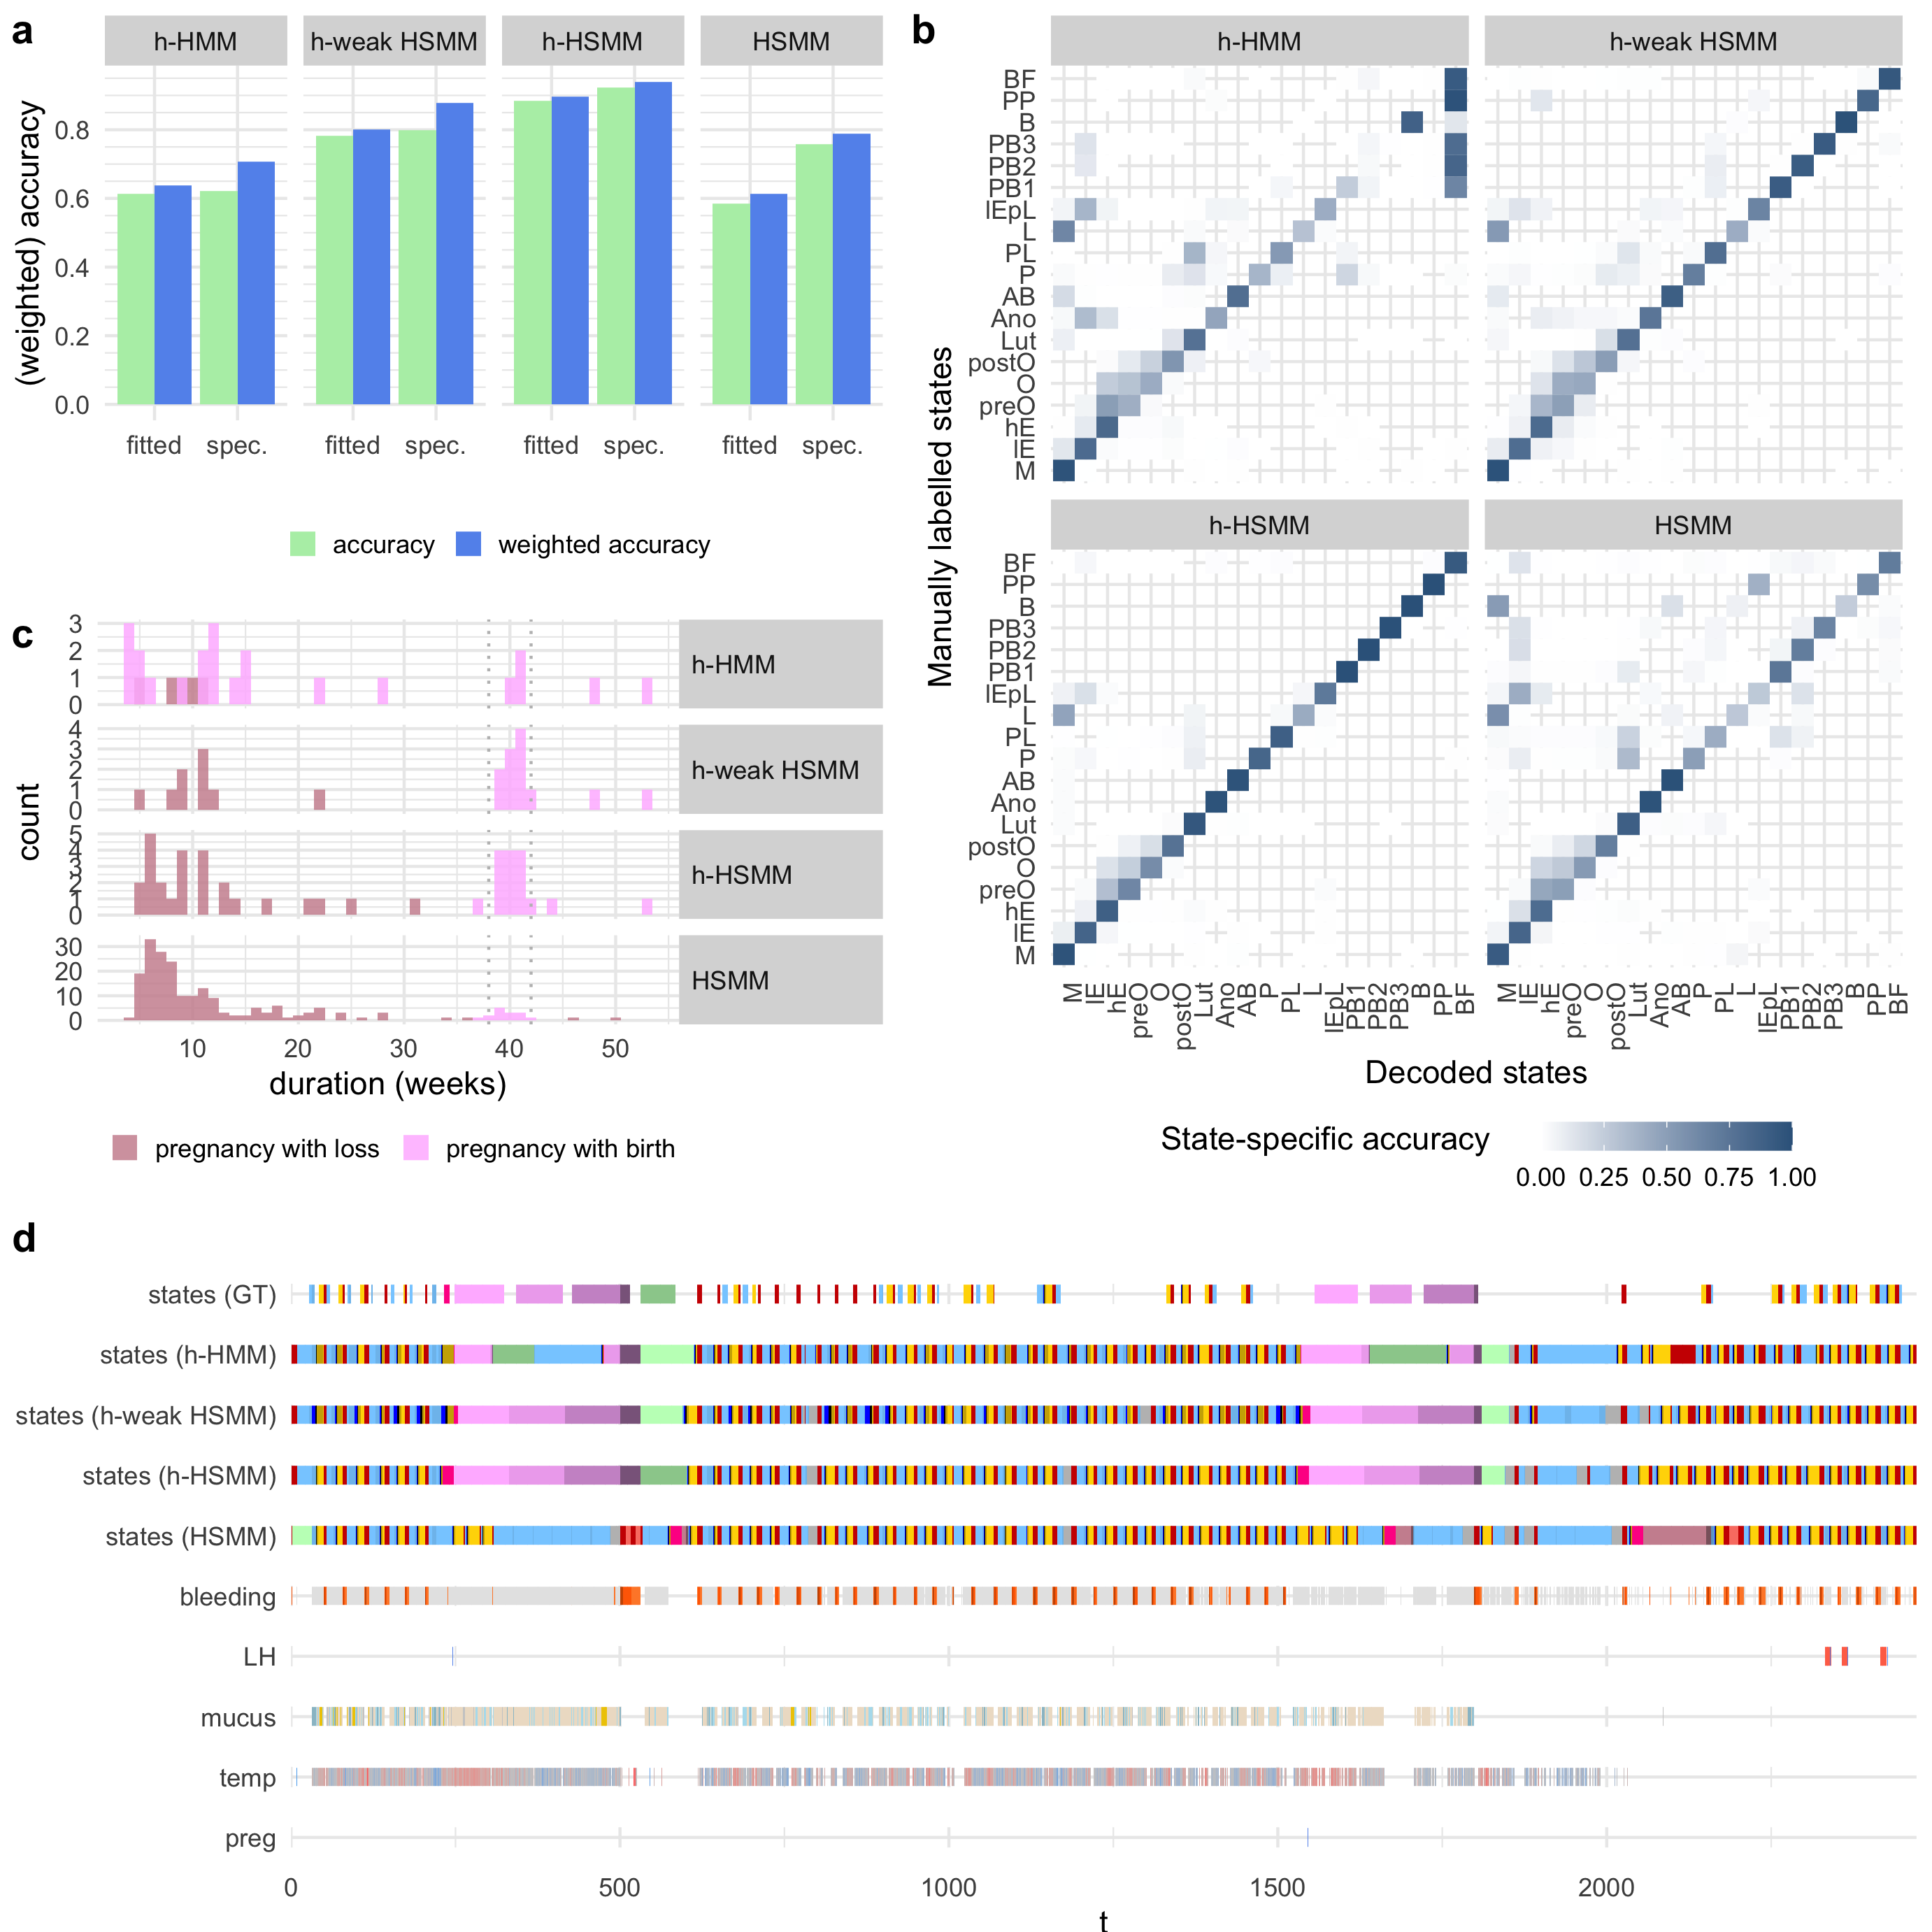 a
h-HMM
h-weak HSMM
h-HSMM
HSMM
(weighted) accuracy
0.8
0.6
0.4
0.2
0.0
fitted spec. fitted spec. fitted spec. fitted spec.
accuracy weighted accuracy
b
h-HMM
h-weak HSMM
Manually labelled states
BF
PP
B
PB3
PB2
PB1
lEpL
L
PL
P
AB
Ano
Lut
postO
O
preO
hE
lE
M
h-HSMM
HSMM
BF
PP
B
PB3
PB2
PB1
lEpL
L
PL
P
AB
Ano
Lut
postO
O
preO
hE
lE
M
M lE hE preO O postO Lut Ano AB P PL L lEpL PB1 PB2 PB3 B PP BF
M lE hE preO O postO Lut Ano AB P PL L lEpL PB1 PB2 PB3 B PP BF
Decoded states
State-specific accuracy
0.00 0.25 0.50 0.75 1.00
c
count
3
2
1
0
h-HMM
4
3
2
1
0
h-weak HSMM
5
4
3
2
1
0
h-HSMM
30
20
10
0
HSMM
10 20 30 40 50
duration (weeks)
pregnancy with loss pregnancy with birth
d
states (GT)
states (h-HMM)
states (h-weak HSMM)
states (h-HSMM)
states (HSMM)
bleeding
LH
mucus
temp
preg
0 500 1000 1500 2000
t